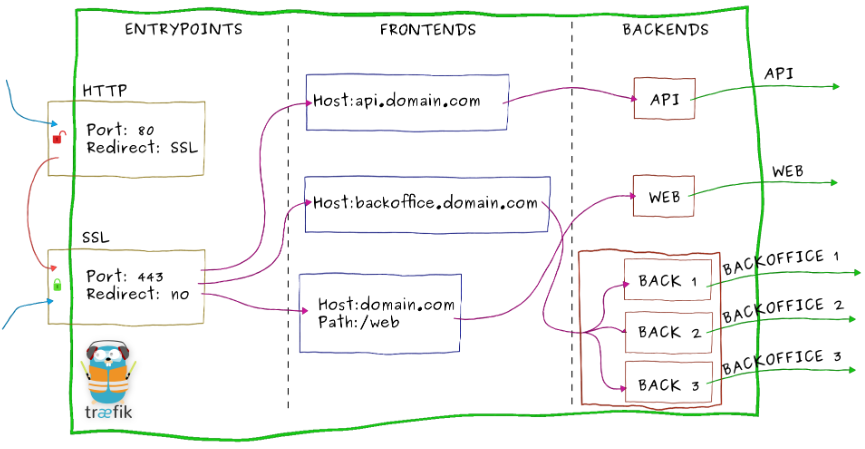 ENTRYPOINTS
FRONTENDS
BACKENDS
HTTP
Port: 80
Redirect: SSL
SSL
Port: 443
Redirect: no
Host:api.domain.com
Host:backoffice.domain.com
Host:domain.com
Path:/web
API
WEB
BACK 1
BACK 2
BACK 3
API
WEB
BACKOFFICE 1
BACKOFFICE 2
BACKOFFICE 3
træfik